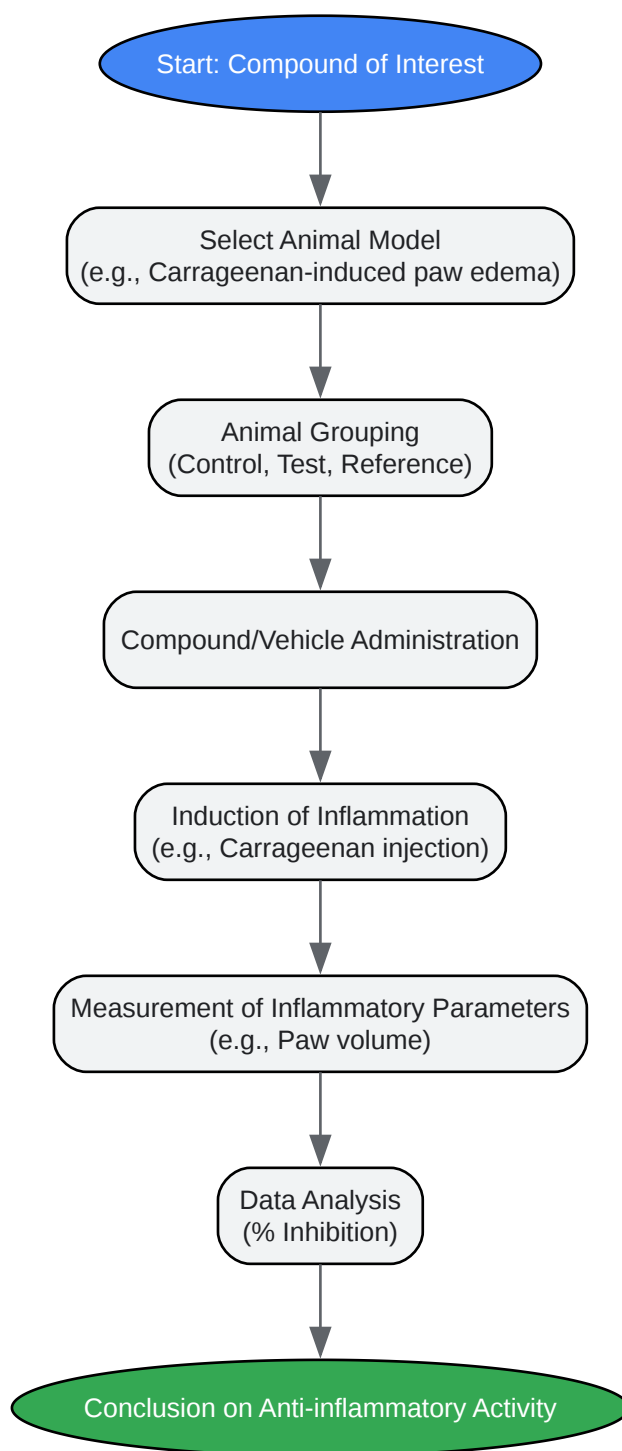 Start: Compound of Interest
Select Animal Model
(e.g., Carrageenan-induced paw edema)
Animal Grouping
(Control, Test, Reference)
Compound/Vehicle Administration
Induction of Inflammation
(e.g., Carrageenan injection)
Measurement of Inflammatory Parameters
(e.g., Paw volume)
Data Analysis
(% Inhibition)
Conclusion on Anti-inflammatory Activity